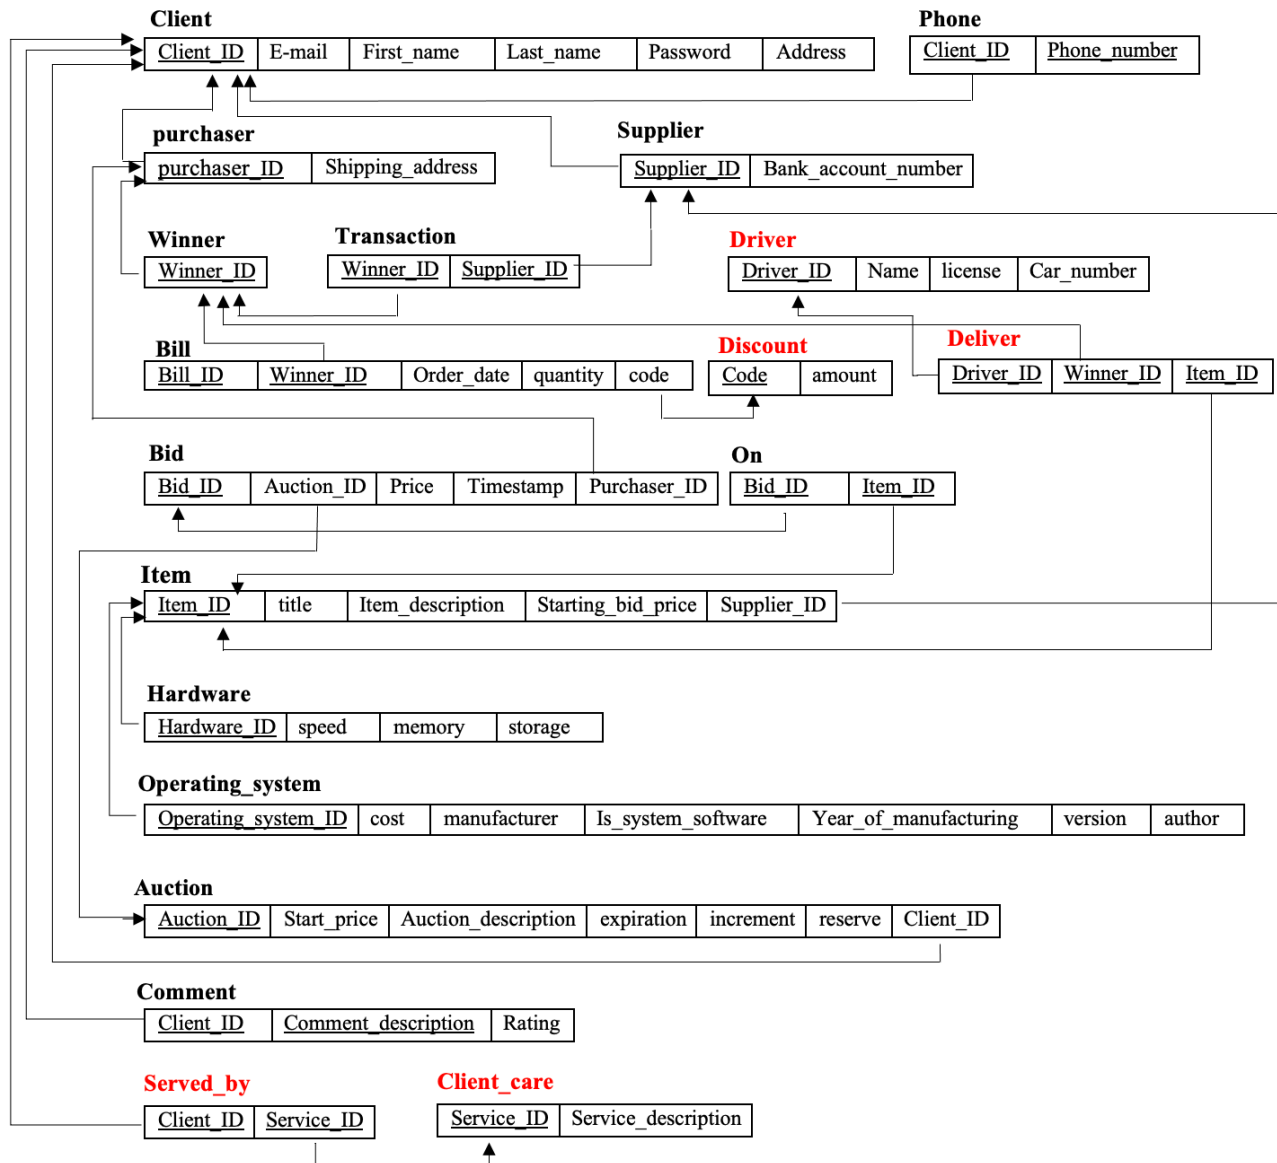 Client
Phone
Client_ID E-mail First_name Last_name Password Address
Client_ID Phone_number
purchaser
Supplier
purchaser_ID Shipping_address
Supplier_ID Bank_account_number
Winner
Transaction
Driver
Winner_ID
Winner_ID Supplier_ID
Driver_ID Name license Car_number
Bill
Discount
Deliver
Bill_ID Winner_ID Order_date quantity code
Code amount
Driver_ID Winner_ID Item_ID
Bid
On
Bid_ID Auction_ID Price Timestamp Purchaser_ID
Bid_ID Item_ID
Item
Item_ID title Item_description Starting_bid_price Supplier_ID
Hardware
Hardware_ID speed memory storage
Operating_system
Operating_system_ID cost manufacturer Is_system_software Year_of_manufacturing version author
Auction
Auction_ID Start_price Auction_description expiration increment reserve Client_ID
Comment
Client_ID Comment_description Rating
Served_by
Client_care
Client_ID Service_ID
Service_ID Service_description